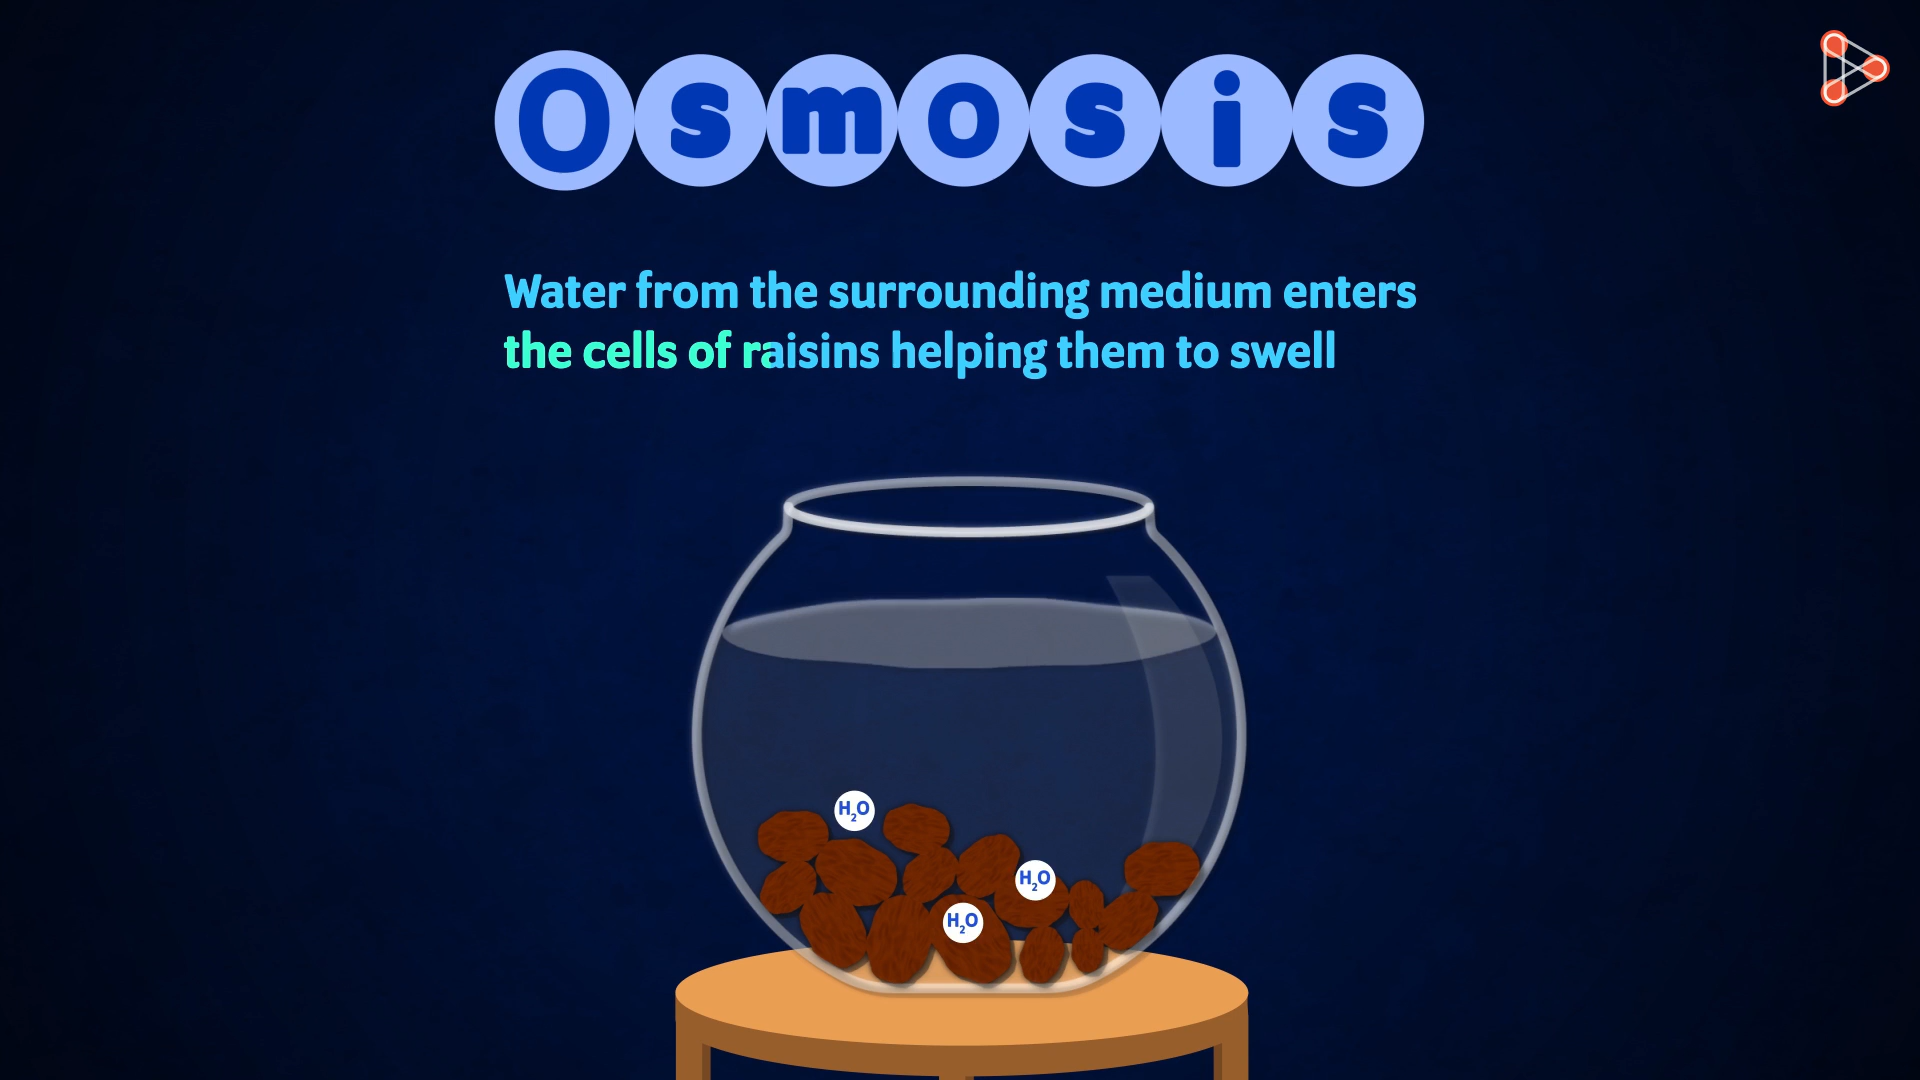 Osmosis
Water from the surrounding medium enters
the cells of raisins helping them to swell
H₂O
H₂O
H₂O